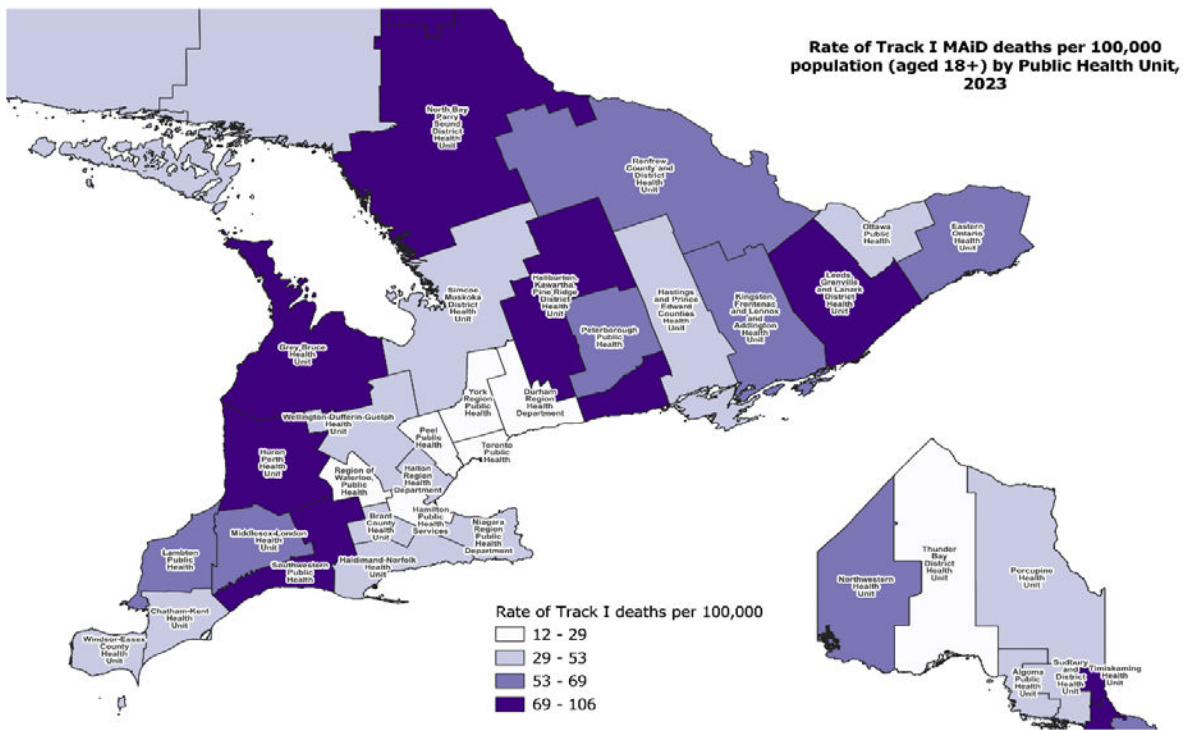 Rate of Track I MAiD deaths per 100,000
population (aged 18+) by Public Health Unit,
2023
North Bay
Parry
Sound
District
Health
Unit
Renfrew
County and
District
Health
Unit
Ottawa
Public
Health
Eastern
Ontario
Health
Unit
Simcoe
Muskoka
District
Health
Unit
Haliburton,
Kawartha,
Pine Ridge
District
Health
Unit
Hastings
and Prince
Edward
Counties
Health
Unit
Kingston,
Frontenac
and Lennox
and
Addington
Health
Unit
Leeds,
Grenville
and Lanark
District
Health
Unit
Peterborough
Public
Health
Grey Bruce
Health
Unit
York
Region
Public
Health
Durham
Region
Health
Department
Wellington-Dufferin-Guelph
Health
Unit
Peel
Public
Health
Toronto
Public
Health
Huron
Perth
Health
Unit
Region of
Waterloo,
Public
Health
Halton
Region
Health
Department
Brant
County
Health
Unit
Hamilton
Public
Health
Services
Niagara
Region
Public
Health
Department
Middlesex-London
Health
Unit
Lambton
Public
Health
Southwestern
Public
Health
Haldimand-Norfolk
Health
Unit
Chatham-Kent
Health
Unit
Windsor-Essex
County
Health
Unit
Rate of Track I deaths per 100,000
12 - 29
29 - 53
53 - 69
69 - 106
Northwestern
Health
Unit
Thunder
Bay
District
Health
Unit
Porcupine
Health
Unit
Algoma
Public
Health
Unit
Sudbury
and
District
Health
Unit
Timiskaming
Health
Unit